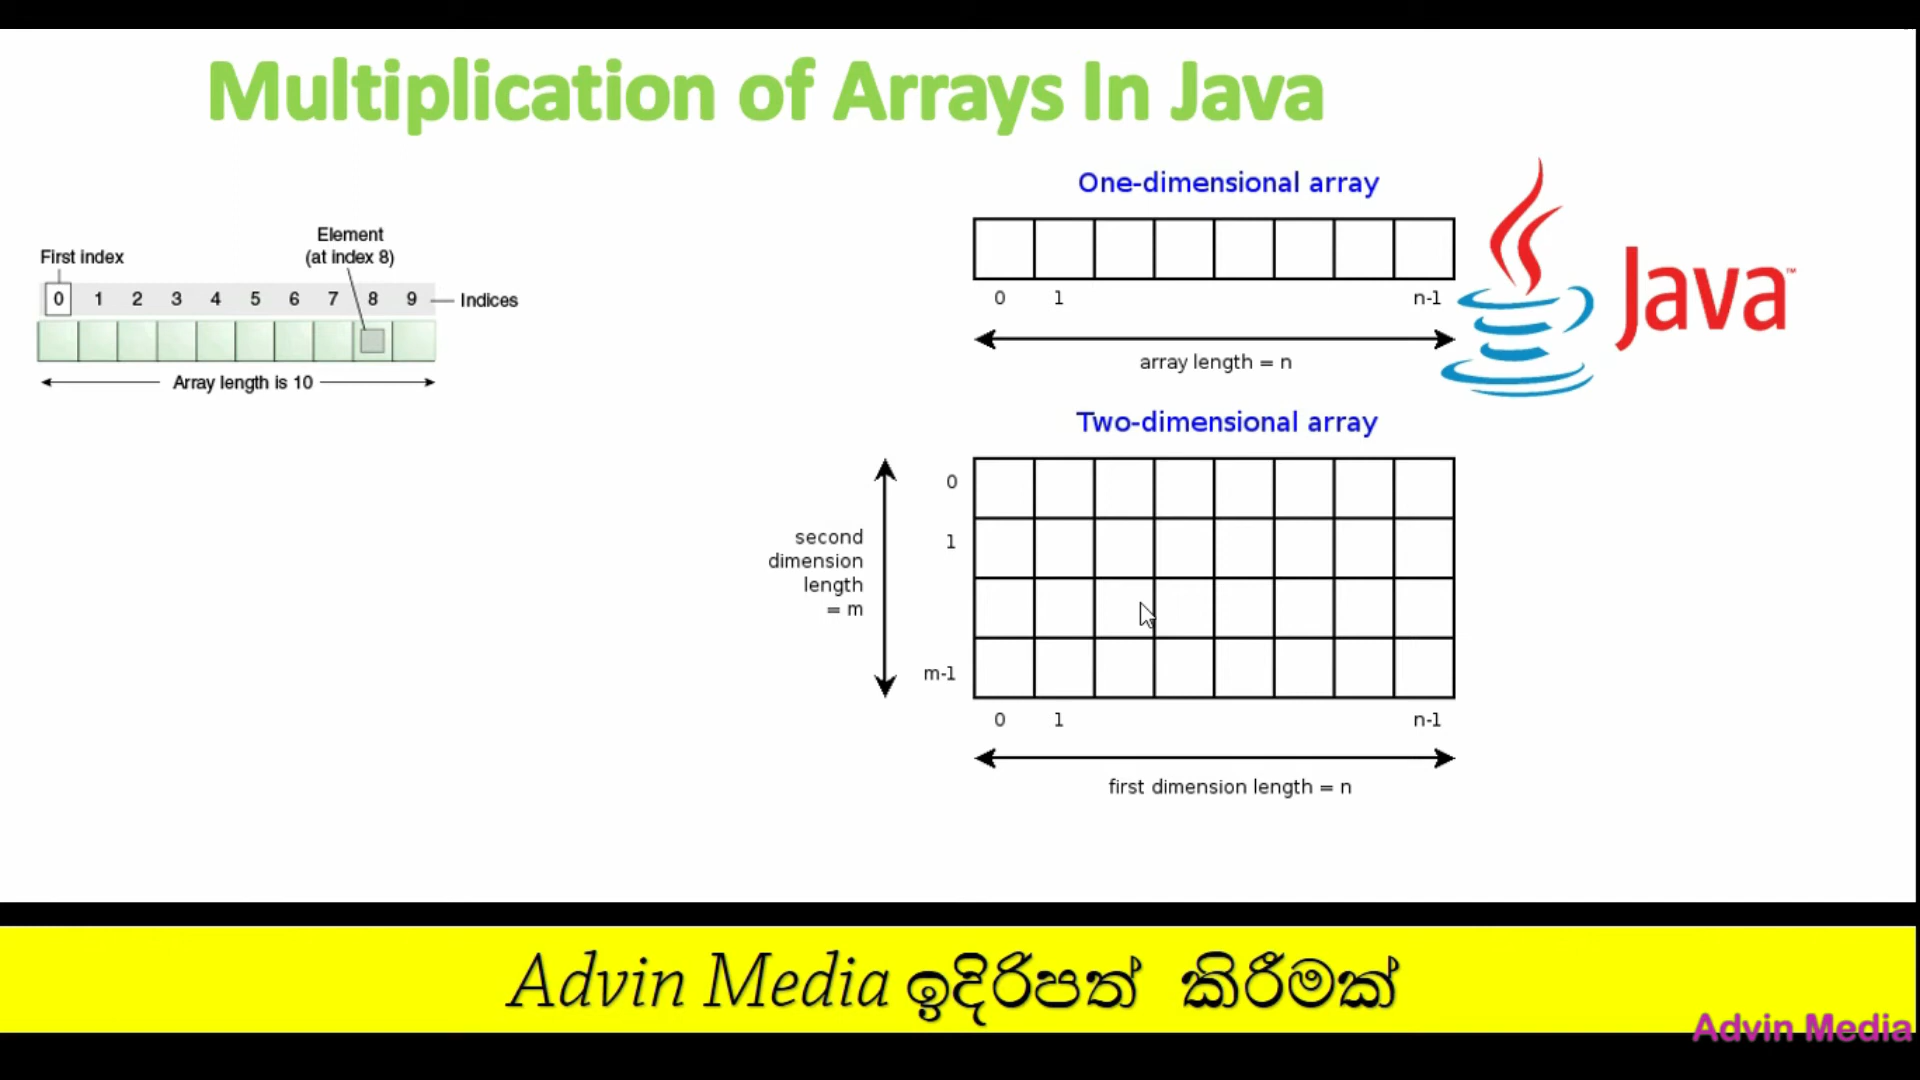 Multiplication of Arrays In Java
First index
Element
(at index 8)
0 1 2 3 4 5 6 7 8 9 Indices
Array length is 10
One-dimensional array
0 1 n-1
array length = n
Java™
Two-dimensional array
0
1
m-1
second
dimension
length
= m
0 1 n-1
first dimension length = n
Advin Media ඉදිරිපත් කිරීමක්
Advin Media